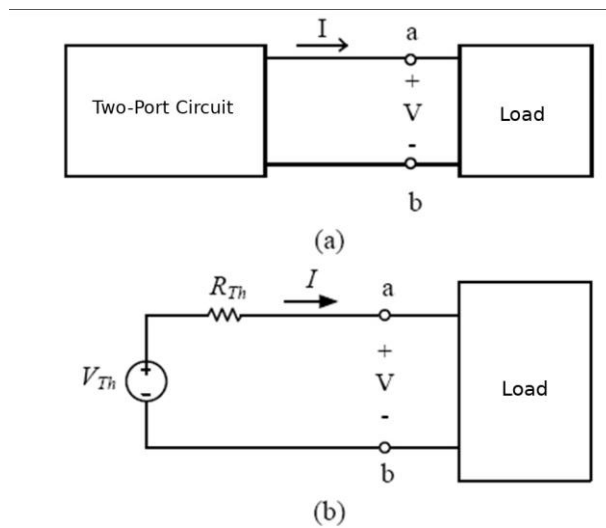 I
a
+
Two-Port Circuit
V
Load
-
b
(a)
R_Th
I
a
+
V_Th
+
-
V
Load
-
b
(b)